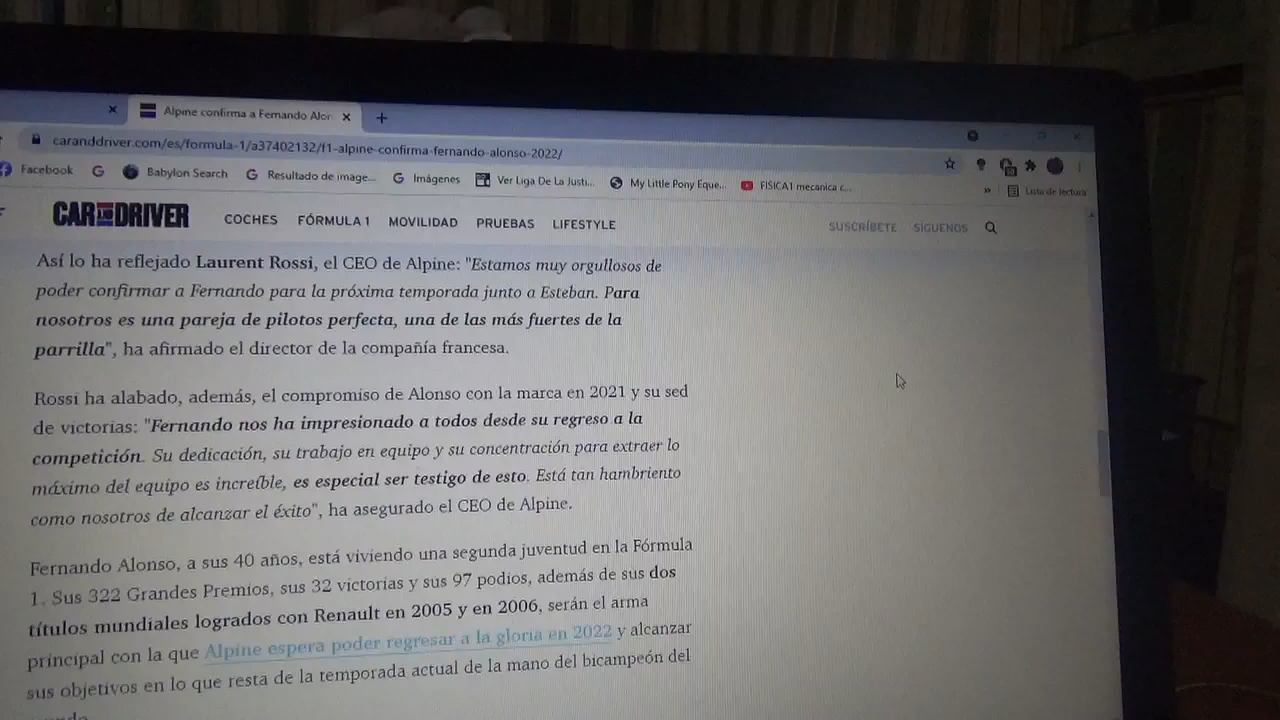 Alpine confirma a Fernando Alon
caranddriver.com/es/formula-1/a37402132/f1-alpine-confirma-fernando-alonso-2022/
Facebook Babylon Search Resultado de image... Imágenes Ver Liga De La Justi... My Little Pony Eque... FISICA1 mecanica c... » Lista de lectura
CAR AND DRIVER COCHES FÓRMULA 1 MOVILIDAD PRUEBAS LIFESTYLE SUSCRÍBETE SÍGUENOS
Así lo ha reflejado Laurent Rossi, el CEO de Alpine: "Estamos muy orgullosos de
poder confirmar a Fernando para la próxima temporada junto a Esteban. Para
nosotros es una pareja de pilotos perfecta, una de las más fuertes de la
parrilla", ha afirmado el director de la compañía francesa.
Rossi ha alabado, además, el compromiso de Alonso con la marca en 2021 y su sed
de victorias: "Fernando nos ha impresionado a todos desde su regreso a la
competición. Su dedicación, su trabajo en equipo y su concentración para extraer lo
máximo del equipo es increíble, es especial ser testigo de esto. Está tan hambriento
como nosotros de alcanzar el éxito", ha asegurado el CEO de Alpine.
Fernando Alonso, a sus 40 años, está viviendo una segunda juventud en la Fórmula
1. Sus 322 Grandes Premios, sus 32 victorias y sus 97 podios, además de sus dos
títulos mundiales logrados con Renault en 2005 y en 2006, serán el arma
principal con la que Alpine espera poder regresar a la gloria en 2022 y alcanzar
sus objetivos en lo que resta de la temporada actual de la mano del bicampeón del